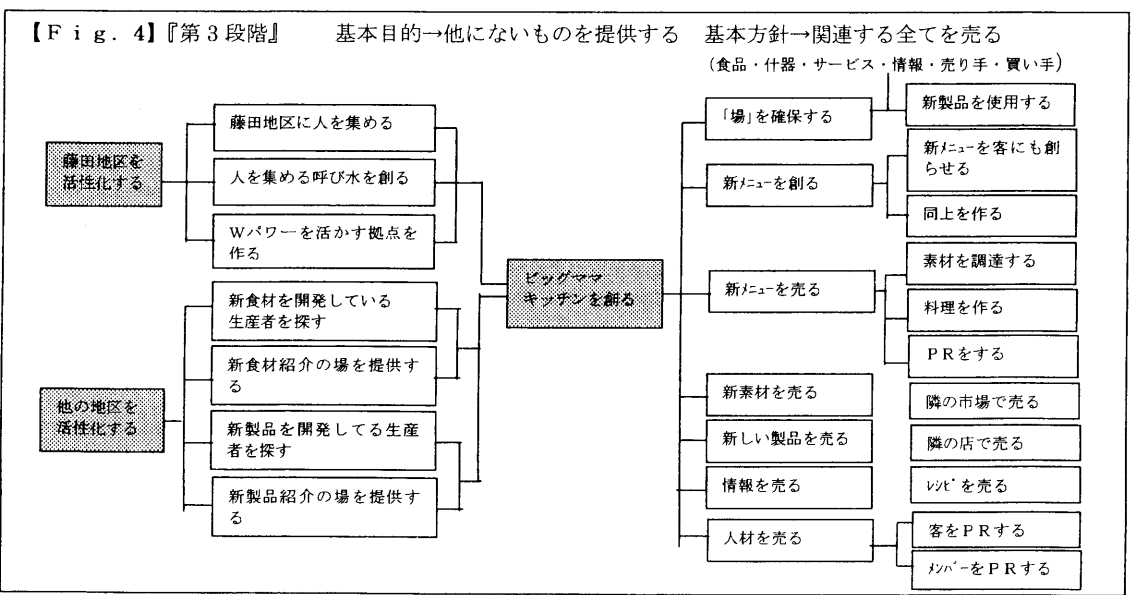 【Ｆｉｇ．4】『第３段階』　　基本目的→他にないものを提供する　基本方針→関連する全てを売る
(食品・什器・サービス・情報・売り手・買い手)
藤田地区を
活性化する
他の地区を
活性化する
藤田地区に人を集める
人を集める呼び水を創る
Ｗパワーを活かす拠点を
作る
新食材を開発している
生産者を探す
新食材紹介の場を提供す
る
新製品を開発してる生産
者を探す
新製品紹介の場を提供す
る
ビッグママ
キッチンを創る
「場」を確保する
新ﾒﾆｭｰを創る
新ﾒﾆｭｰを売る
新素材を売る
新しい製品を売る
情報を売る
人材を売る
新製品を使用する
新ﾒﾆｭｰを客にも創
らせる
同上を作る
素材を調達する
料理を作る
ＰＲをする
隣の市場で売る
隣の店で売る
ﾚｼﾋﾟを売る
客をＰＲする
ﾒﾝﾊﾞｰをＰＲする